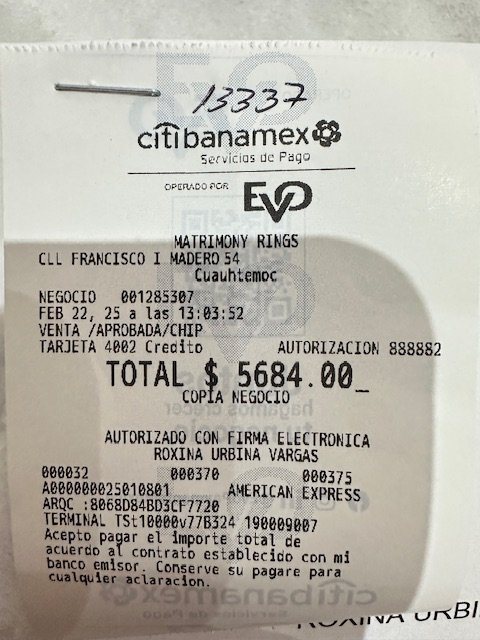 13337
citibanamex
Servicios de Pago
OPERADO POR EVO
MATRIMONY RINGS
CLL FRANCISCO I MADERO 54
Cuauhtemoc
NEGOCIO 001285307
FEB 22, 25 a las 13:03:52
VENTA /APROBADA/CHIP
TARJETA 4002 Credito AUTORIZACION 888882
TOTAL $ 5684.00_
COPIA NEGOCIO
AUTORIZADO CON FIRMA ELECTRONICA
ROXINA URBINA VARGAS
000032 000370 000375
A000000025010801 AMERICAN EXPRESS
ARQC :8068D84BD3CF7720
TERMINAL TSt10000v77B324 190009007
Acepto pagar el importe total de
acuerdo al contrato establecido con mi
banco emisor. Conserve su pagare para
cualquier aclaracion.
citibanamex
Servicios de Pago
ROXINA URBI